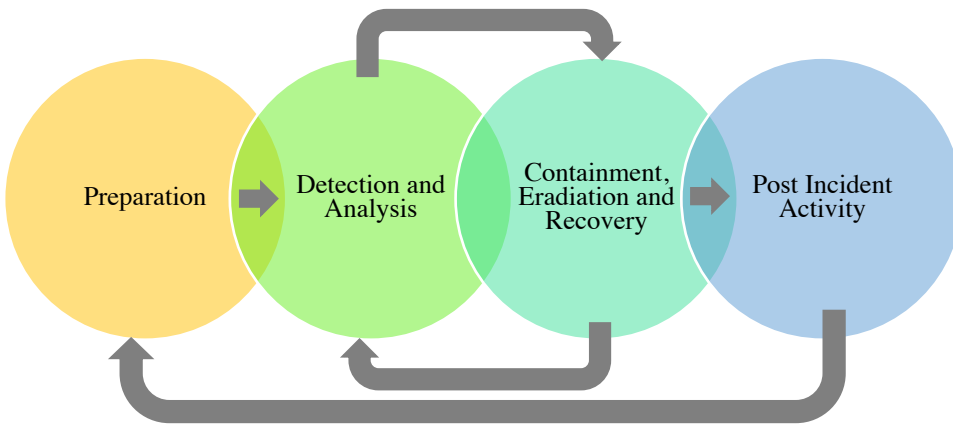 Preparation
Detection and
Analysis
Containment,
Eradiation and
Recovery
Post Incident
Activity